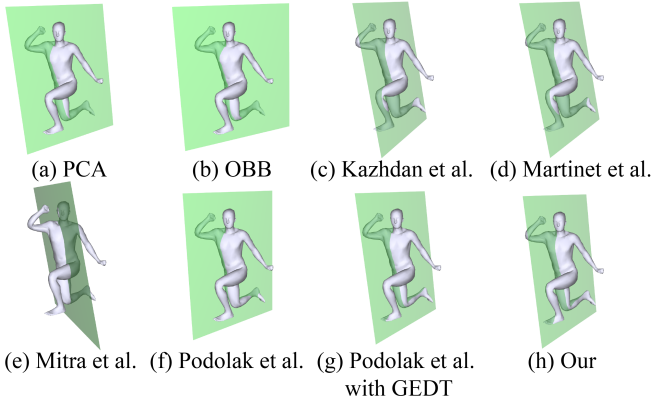 (a) PCA (b) OBB (c) Kazhdan et al. (d) Martinet et al.
(e) Mitra et al. (f) Podolak et al. (g) Podolak et al. (h) Our
with GEDT